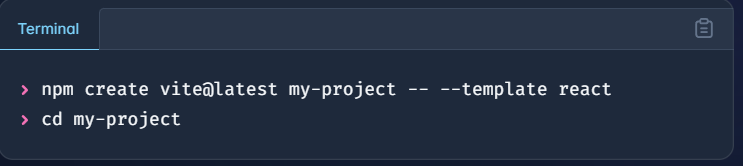 Terminal
> npm create vite@latest my-project -- --template react
> cd my-project